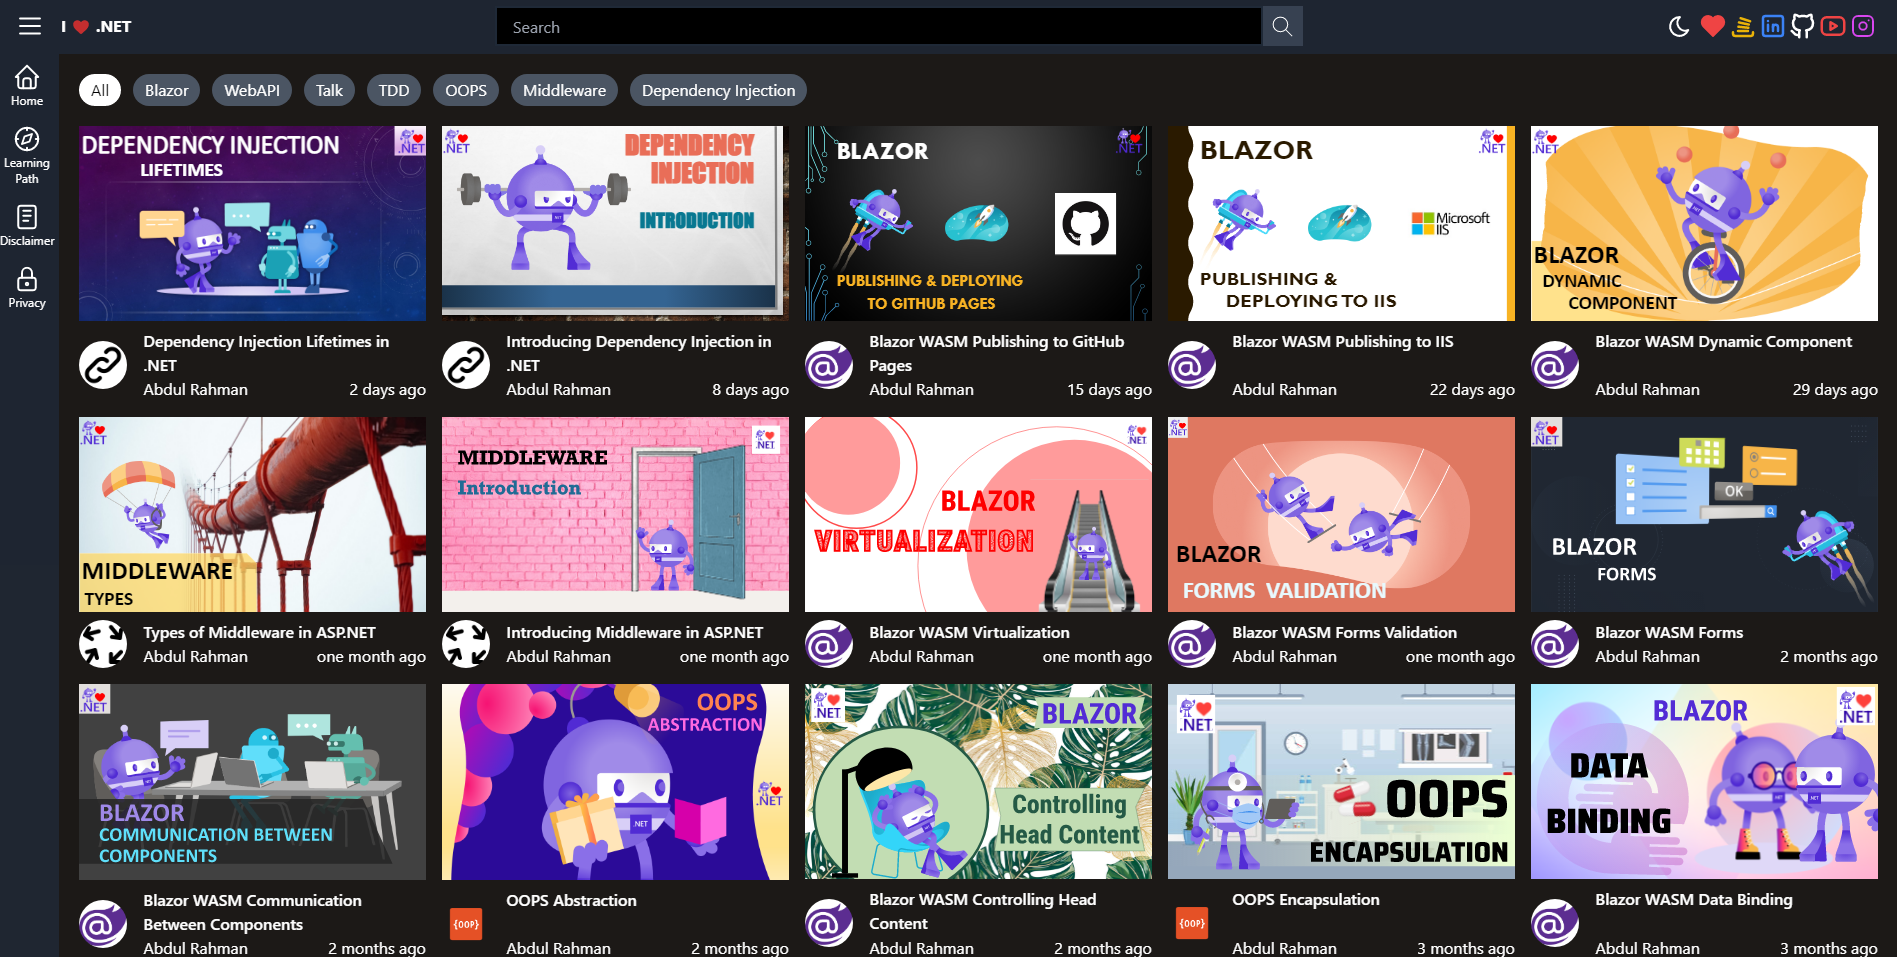 I .NET
Search
Home
Learning
Path
Disclaimer
Privacy
All
Blazor
WebAPI
Talk
TDD
OOPS
Middleware
Dependency Injection
DEPENDENCY INJECTION
LIFETIMES
.NET
Dependency Injection Lifetimes in
.NET
Abdul Rahman
2 days ago
.NET
DEPENDENCY
INJECTION
INTRODUCTION
Introducing Dependency Injection in
.NET
Abdul Rahman
8 days ago
BLAZOR
.NET
PUBLISHING & DEPLOYING
TO GITHUB PAGES
Blazor WASM Publishing to GitHub
Pages
Abdul Rahman
15 days ago
BLAZOR
.NET
Microsoft
IIS
PUBLISHING &
DEPLOYING TO IIS
Blazor WASM Publishing to IIS
Abdul Rahman
22 days ago
.NET
BLAZOR
DYNAMIC
COMPONENT
Blazor WASM Dynamic Component
Abdul Rahman
29 days ago
.NET
MIDDLEWARE
TYPES
Types of Middleware in ASP.NET
Abdul Rahman
one month ago
MIDDLEWARE
Introduction
.NET
Introducing Middleware in ASP.NET
Abdul Rahman
one month ago
.NET
BLAZOR
VIRTUALIZATION
Blazor WASM Virtualization
Abdul Rahman
one month ago
.NET
BLAZOR
FORMS VALIDATION
Blazor WASM Forms Validation
Abdul Rahman
one month ago
.NET
OK
BLAZOR
FORMS
Blazor WASM Forms
Abdul Rahman
2 months ago
.NET
BLAZOR
COMMUNICATION BETWEEN
COMPONENTS
Blazor WASM Communication
Between Components
Abdul Rahman
2 months ago
OOPS
ABSTRACTION
.NET
.NET
{OOP}
OOPS Abstraction
Abdul Rahman
2 months ago
.NET
BLAZOR
Controlling
Head Content
Blazor WASM Controlling Head
Content
Abdul Rahman
2 months ago
.NET
OOPS
ENCAPSULATION
{OOP}
OOPS Encapsulation
Abdul Rahman
3 months ago
BLAZOR
.NET
DATA
BINDING
Blazor WASM Data Binding
Abdul Rahman
3 months ago